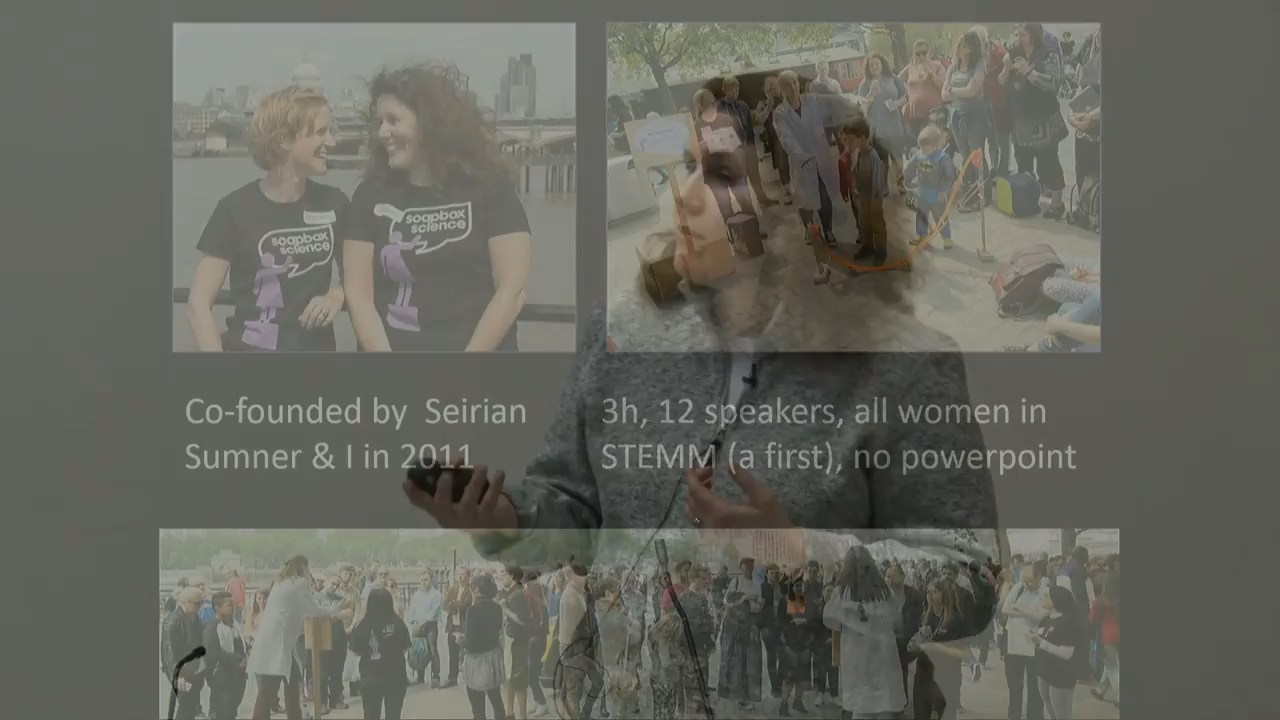 soapbox
science
soapbox
science
Co-founded by Seirian
Sumner & I in 2011
3h, 12 speakers, all women in
STEMM (a first), no powerpoint